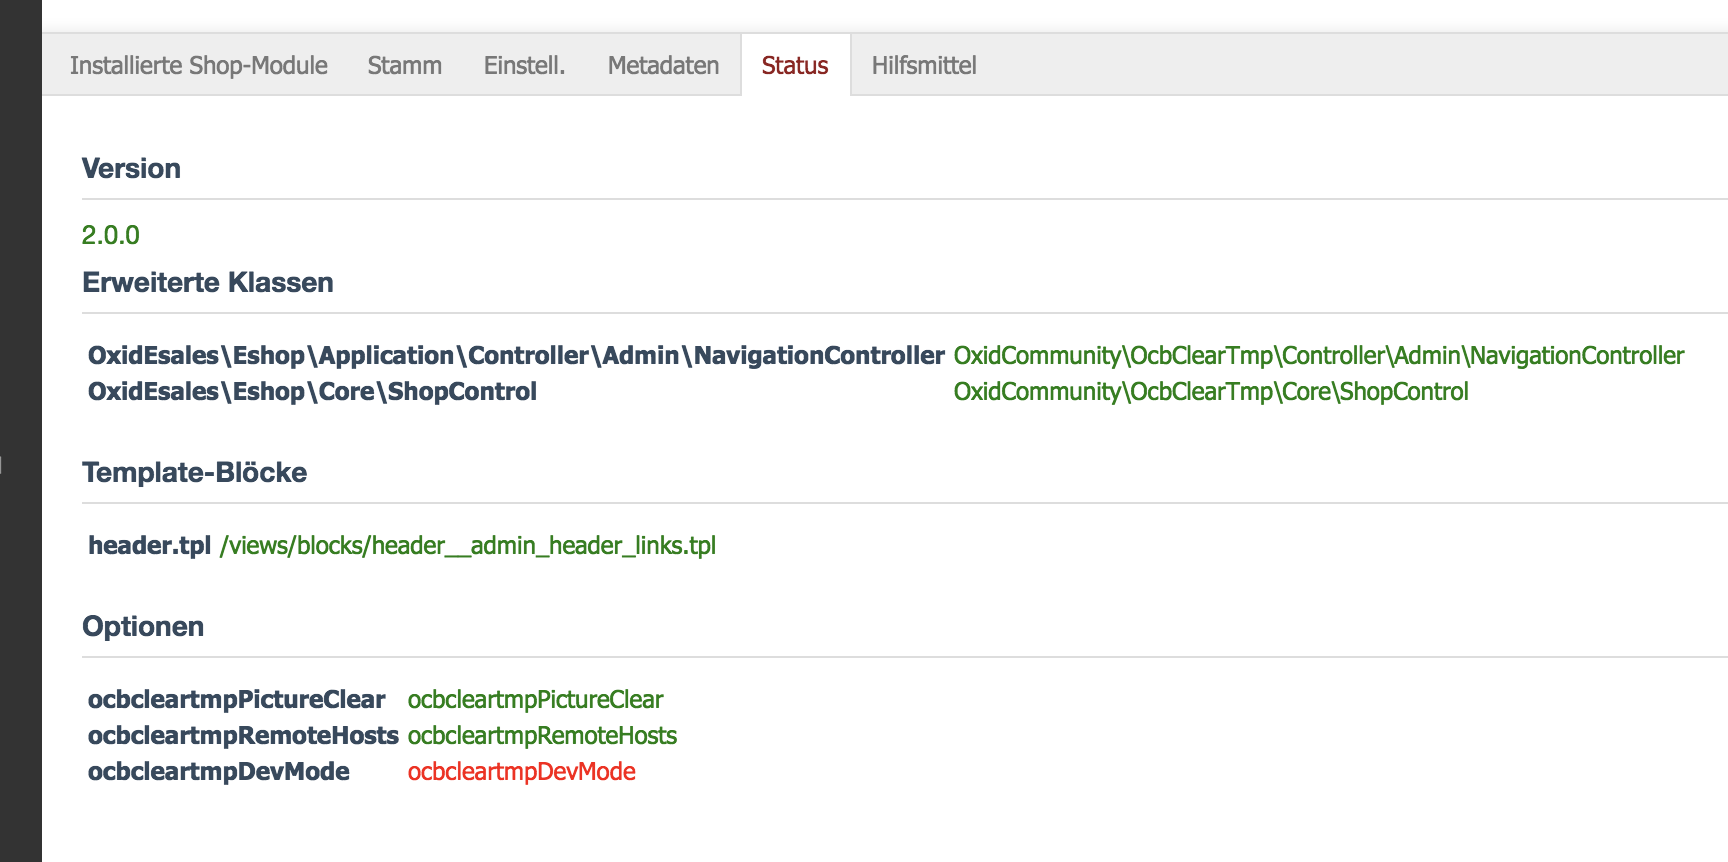 Installierte Shop-Module Stamm Einstell. Metadaten Status Hilfsmittel
Version
2.0.0
Erweiterte Klassen
OxidEsales\Eshop\Application\Controller\Admin\NavigationController OxidCommunity\OcbClearTmp\Controller\Admin\NavigationController
OxidEsales\Eshop\Core\ShopControl OxidCommunity\OcbClearTmp\Core\ShopControl
Template-Blöcke
header.tpl /views/blocks/header__admin_header_links.tpl
Optionen
ocbcleartmpPictureClear ocbcleartmpPictureClear
ocbcleartmpRemoteHosts ocbcleartmpRemoteHosts
ocbcleartmpDevMode ocbcleartmpDevMode